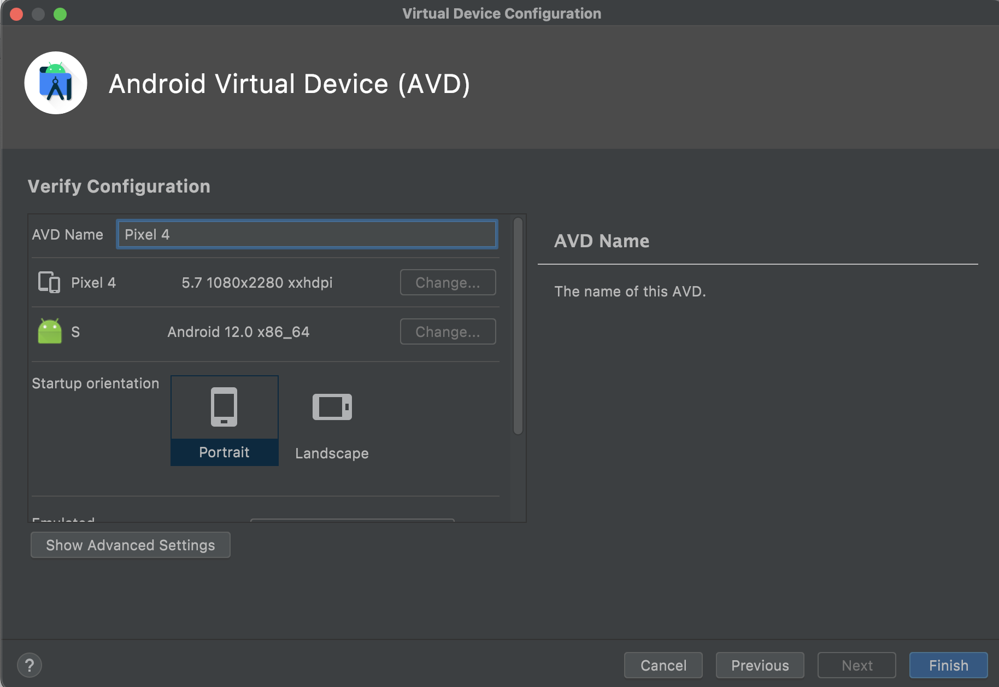 Virtual Device Configuration
Android Virtual Device (AVD)
Verify Configuration
AVD Name Pixel 4
Pixel 4 5.7 1080x2280 xxhdpi Change...
S Android 12.0 x86_64 Change...
Startup orientation
Portrait
Landscape
Emulated
Show Advanced Settings
AVD Name
The name of this AVD.
? Cancel Previous Next Finish